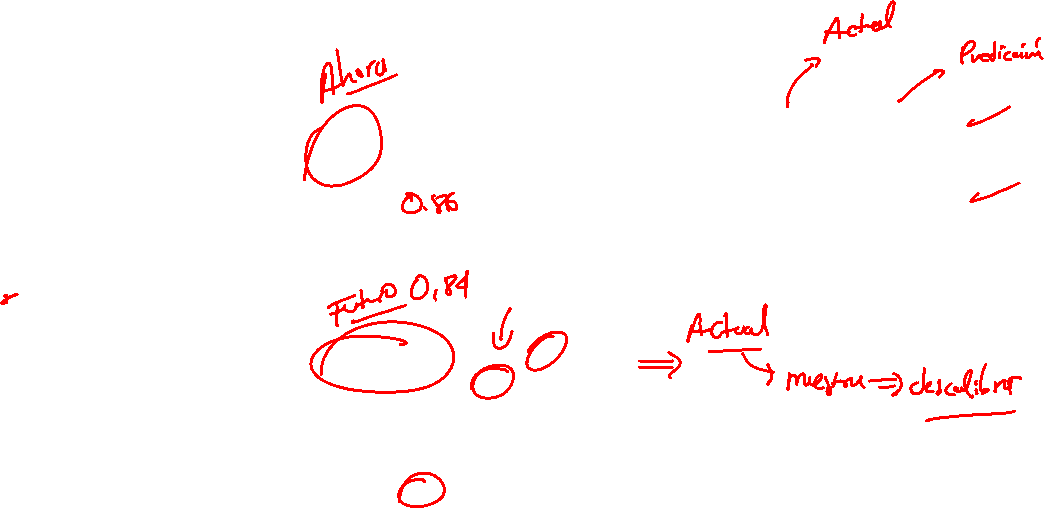 Actual
Predicción
Ahora
0.86
Futuro 0,84
Actual
muestra ⇒ descalibrar